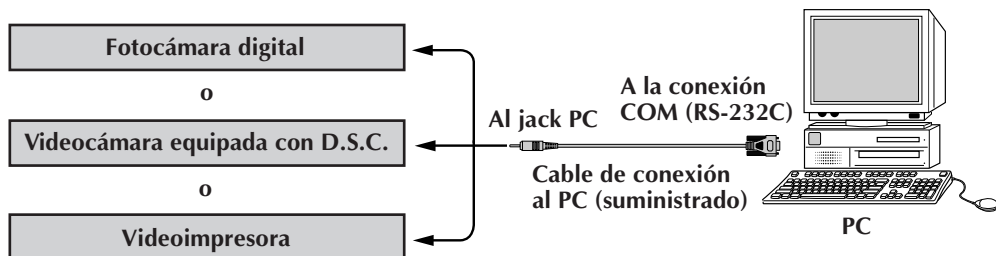 Fotocámara digital
o
Videocámara equipada con D.S.C.
o
Videoimpresora
Al jack PC
A la conexión
COM (RS-232C)
Cable de conexión
al PC (suministrado)
PC